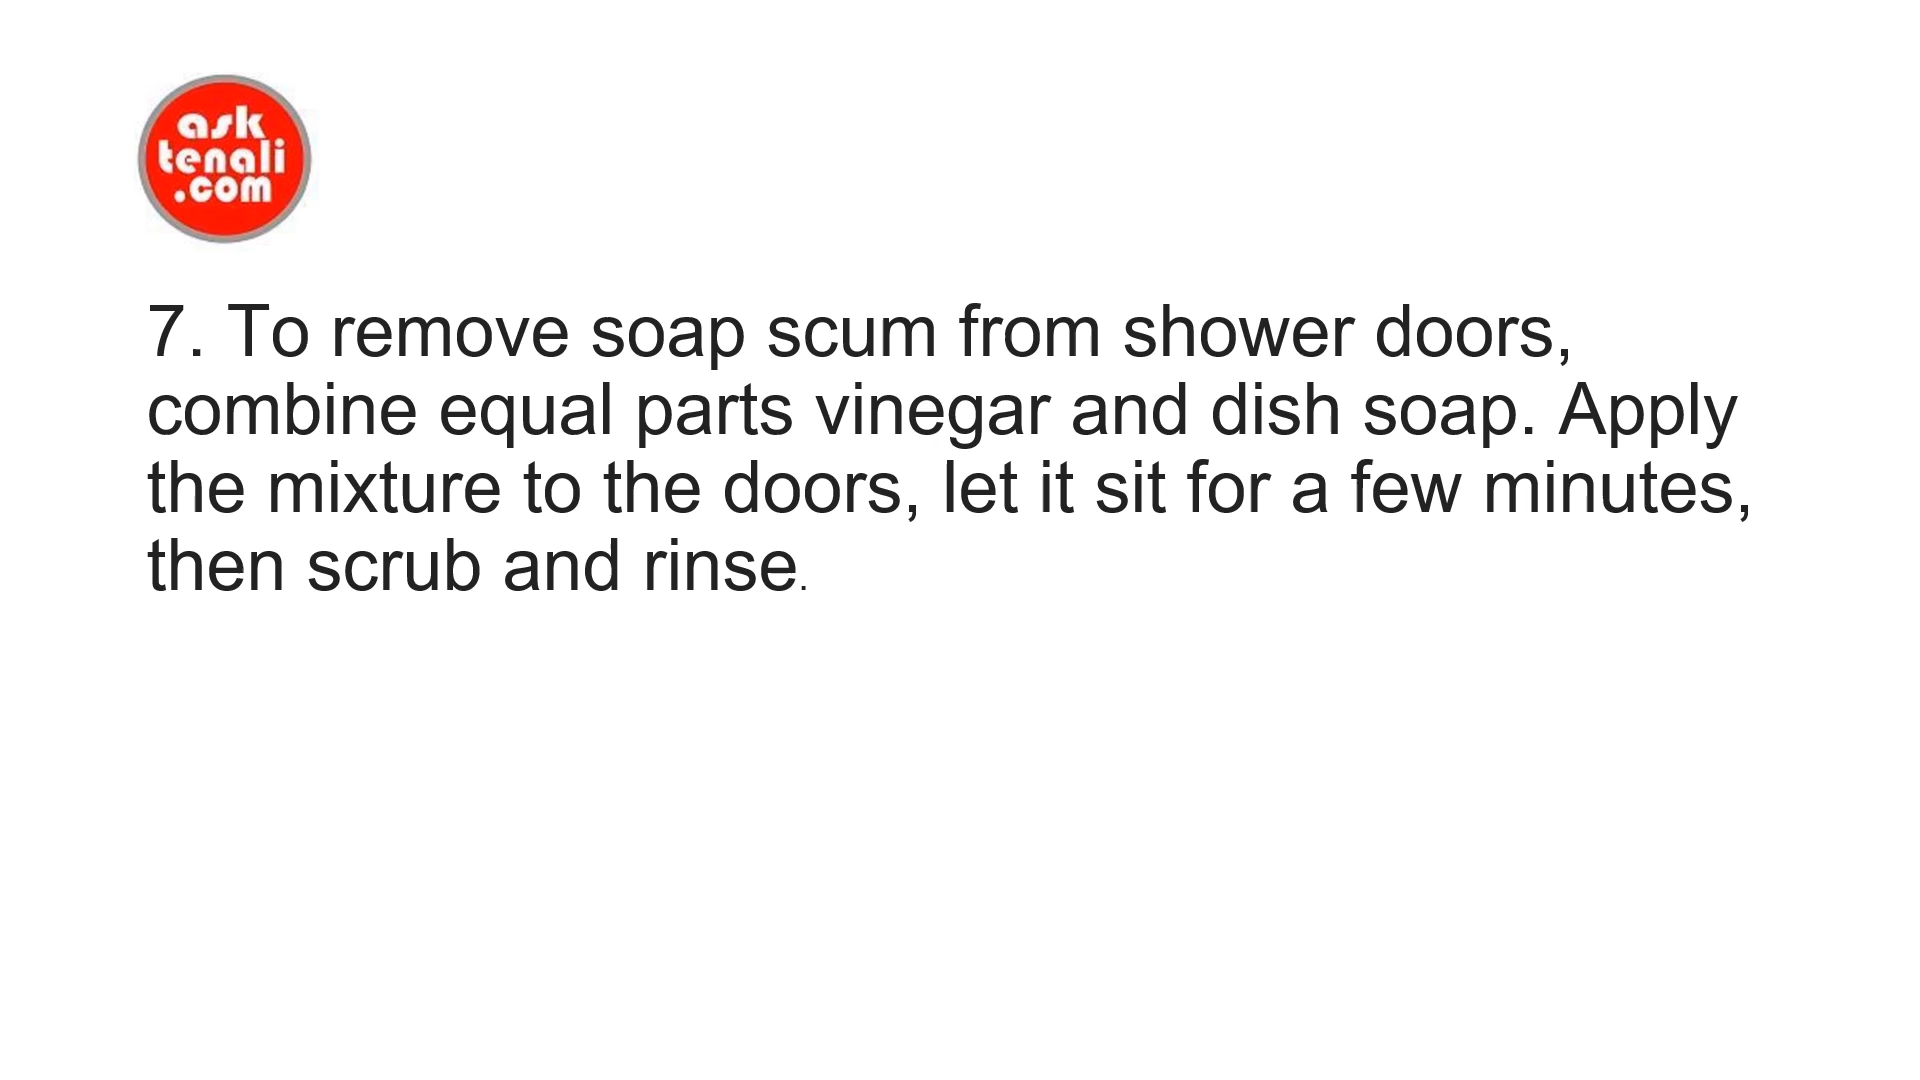 ask
tenali
.com
7. To remove soap scum from shower doors,
combine equal parts vinegar and dish soap. Apply
the mixture to the doors, let it sit for a few minutes,
then scrub and rinse.